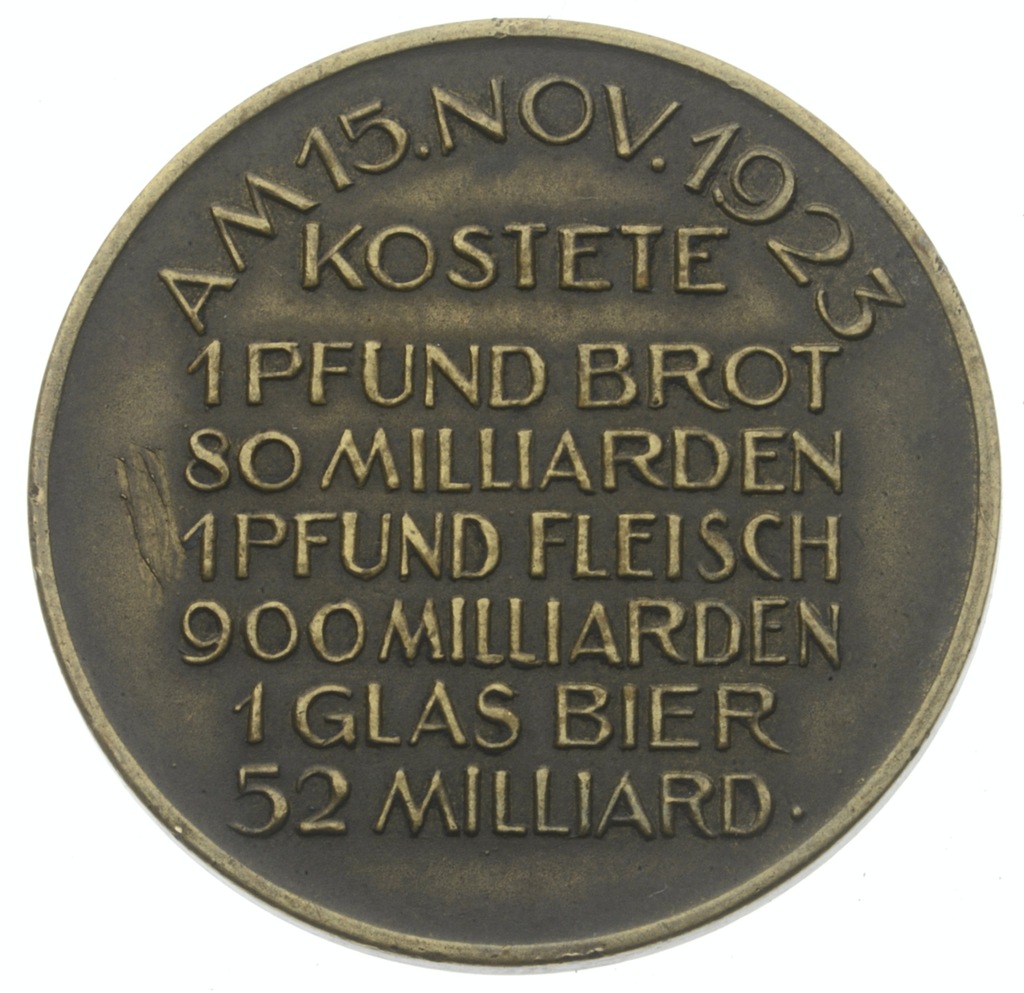 AM 15. NOV. 1923
KOSTETE
1 PFUND BROT
80 MILLIARDEN
1 PFUND FLEISCH
900 MILLIARDEN
1 GLAS BIER
52 MILLIARD.